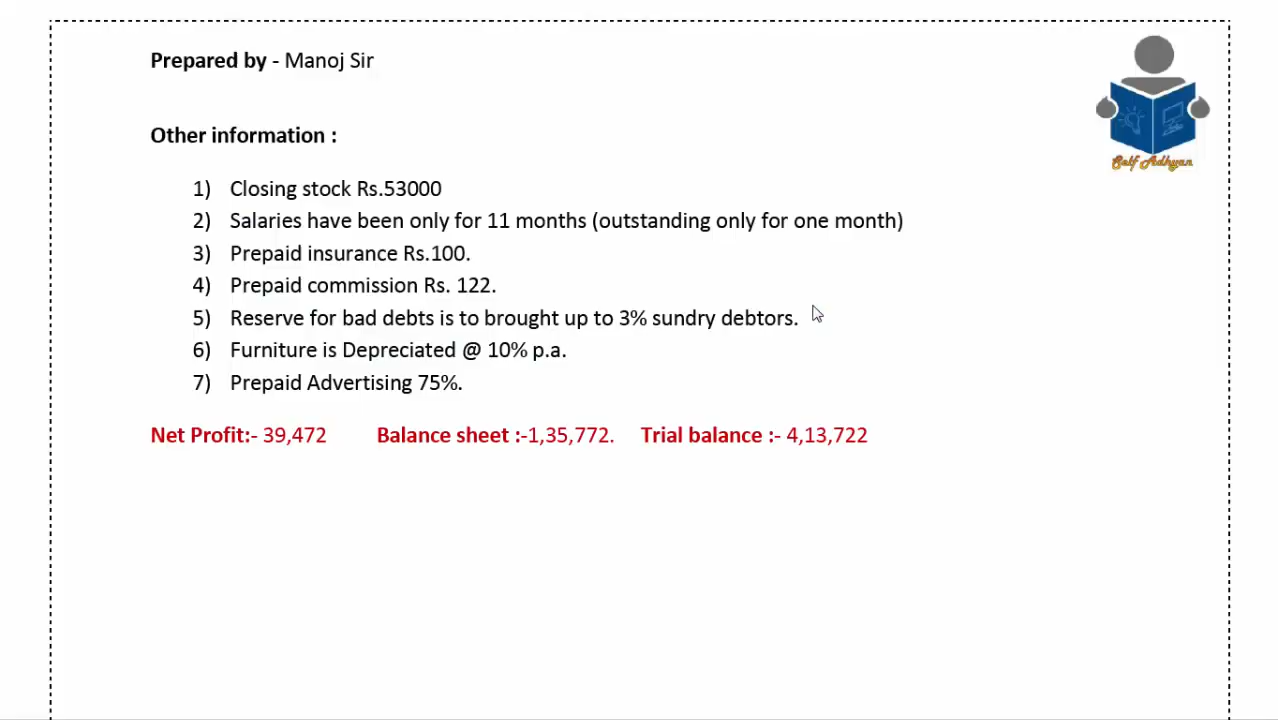 Prepared by - Manoj Sir
Self Adhyan
Other information :
1) Closing stock Rs.53000
2) Salaries have been only for 11 months (outstanding only for one month)
3) Prepaid insurance Rs.100.
4) Prepaid commission Rs. 122.
5) Reserve for bad debts is to brought up to 3% sundry debtors.
6) Furniture is Depreciated @ 10% p.a.
7) Prepaid Advertising 75%.
Net Profit:- 39,472 Balance sheet :-1,35,772. Trial balance :- 4,13,722